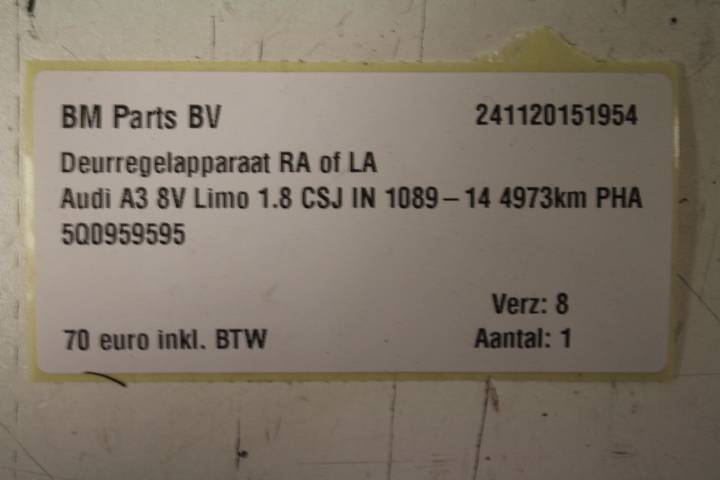 BM Parts BV 241120151954
Deurregelapparaat RA of LA
Audi A3 8V Limo 1.8 CSJ IN 1089-14 4973km PHA
5Q0959595
Verz: 8
70 euro inkl. BTW Aantal: 1